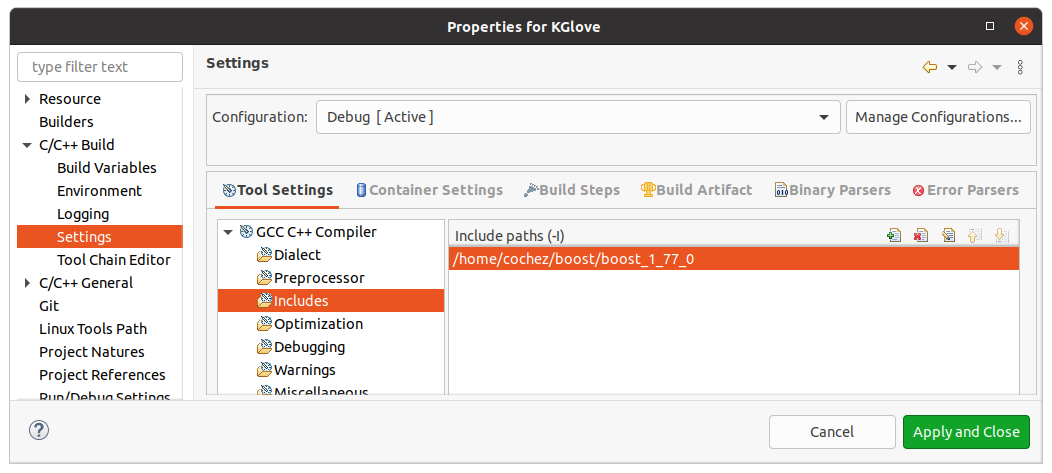 Properties for KGlove
type filter text
Resource
Builders
C/C++ Build
Build Variables
Environment
Logging
Settings
Tool Chain Editor
C/C++ General
Git
Linux Tools Path
Project Natures
Project References
Run/Debug Settings
Settings
Configuration: Debug [ Active ] Manage Configurations...
Tool Settings Container Settings Build Steps Build Artifact Binary Parsers Error Parsers
GCC C++ Compiler
Dialect
Preprocessor
Includes
Optimization
Debugging
Warnings
Miscellaneous
Include paths (-I)
/home/cochez/boost/boost_1_77_0
? Cancel Apply and Close